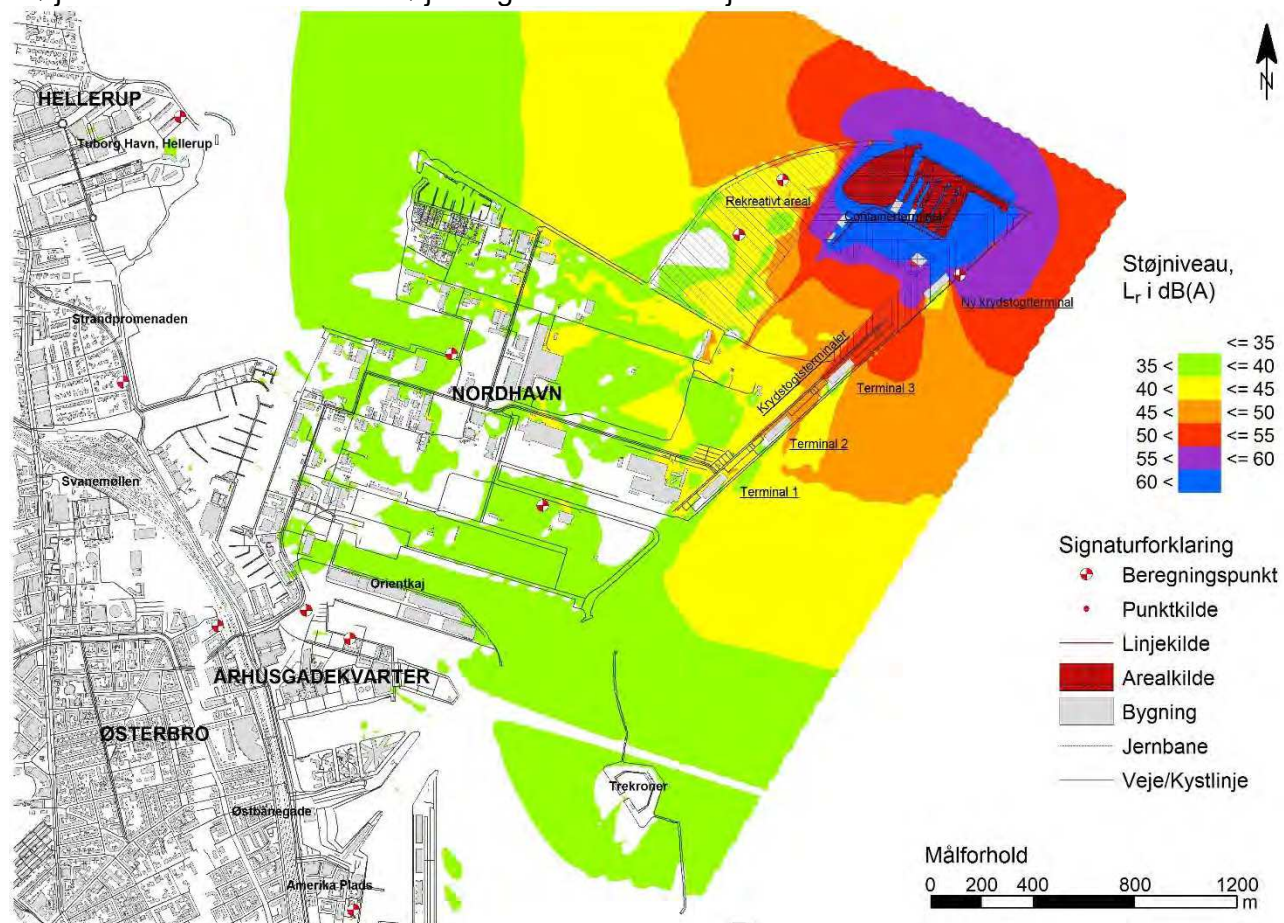 N
HELLERUP
Tuborg Havn, Hellerup
Rekreativt areal
Containerterminal
Ny krydstogtterminal
Strandpromenaden
NORDHAVN
Krydstogtsterminaler
Terminal 3
Terminal 2
Terminal 1
Svanemøllen
Orientkaj
ÅRHUSGADEKVARTER
ØSTERBRO
Trekroner
Østbanegade
Amerika Plads
Støjniveau,
Lr i dB(A)
<= 35
35 < <= 40
40 < <= 45
45 < <= 50
50 < <= 55
55 < <= 60
60 <
Signaturforklaring
Beregningspunkt
Punktkilde
Linjekilde
Arealkilde
Bygning
Jernbane
Veje/Kystlinje
Målforhold
0 200 400 800 1200
m